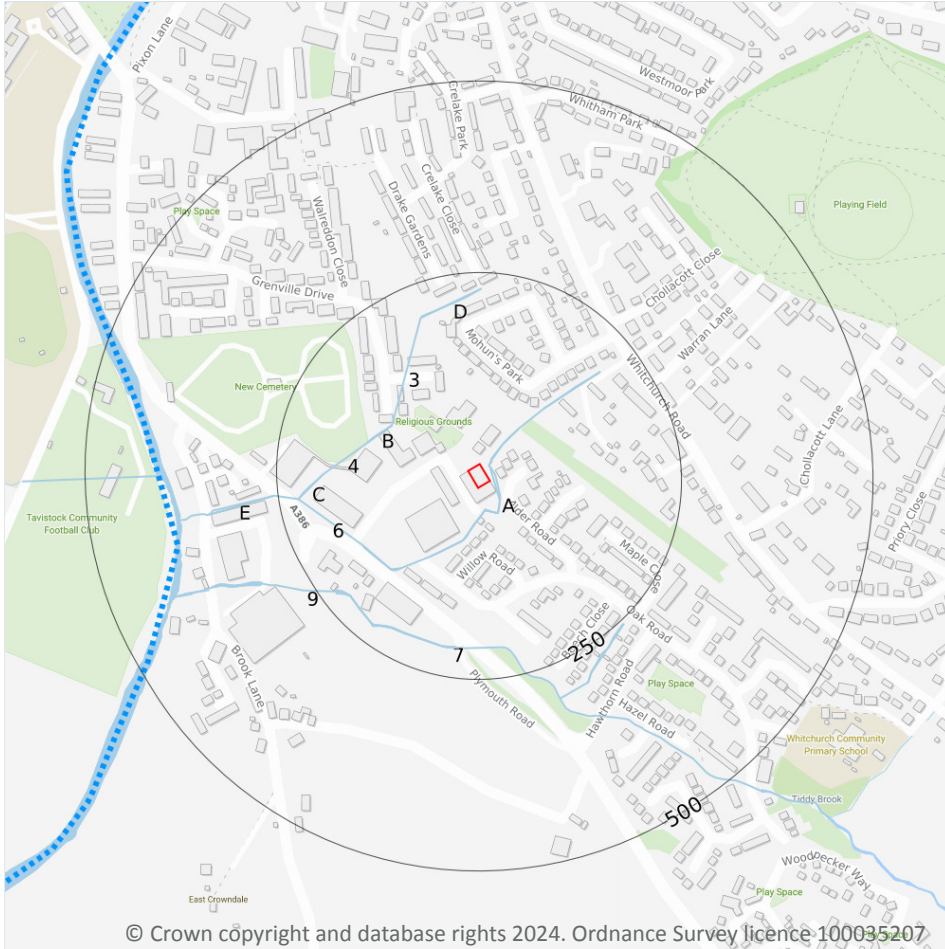 Pixon Lane
Westmoor Park
Whitham Park
Crelake Park
Crelake Close
Drake Gardens
Walreddon Close
Play Space
Playing Field
Grenville Drive
Chollacott Close
Warran Lane
D
Mohun's Park
Whitchurch Road
3
New Cemetery
Religious Grounds
B
Chollacott Lane
4
C
A
E
A386
6
Alder Road
Priory Close
Tavistock Community
Football Club
Willow Road
Maple Close
9
Oak Road
Beech Close
250
7
Brook Lane
Plymouth Road
Hawthorn Road
Play Space
Hazel Road
Whitchurch Community
Primary School
500
Tiddy Brook
Woodpecker Way
East Crowndale
Play Space
© Crown copyright and database rights 2024. Ordnance Survey licence 100035207